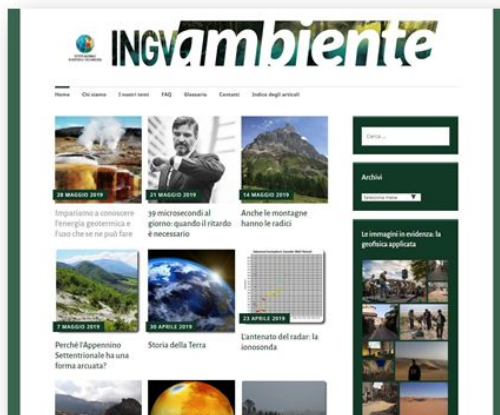 INGVambiente
Home Chi siamo I nostri temi FAQ Glossario Contatti Indice degli articoli
28 MAGGIO 2019
Impariamo a conoscere
l'energia geotermica e
l'uso che se ne può fare
21 MAGGIO 2019
39 microsecondi al
giorno: quando il ritardo
è necessario
14 MAGGIO 2019
Anche le montagne
hanno le radici
Cerca ...
Archivi
Seleziona mese
7 MAGGIO 2019
Perché l'Appennino
Settentrionale ha una
forma arcuata?
30 APRILE 2019
Storia della Terra
23 APRILE 2019
L'antenato del radar: la
ionosonda
Le immagini in evidenza: la
geofisica applicata